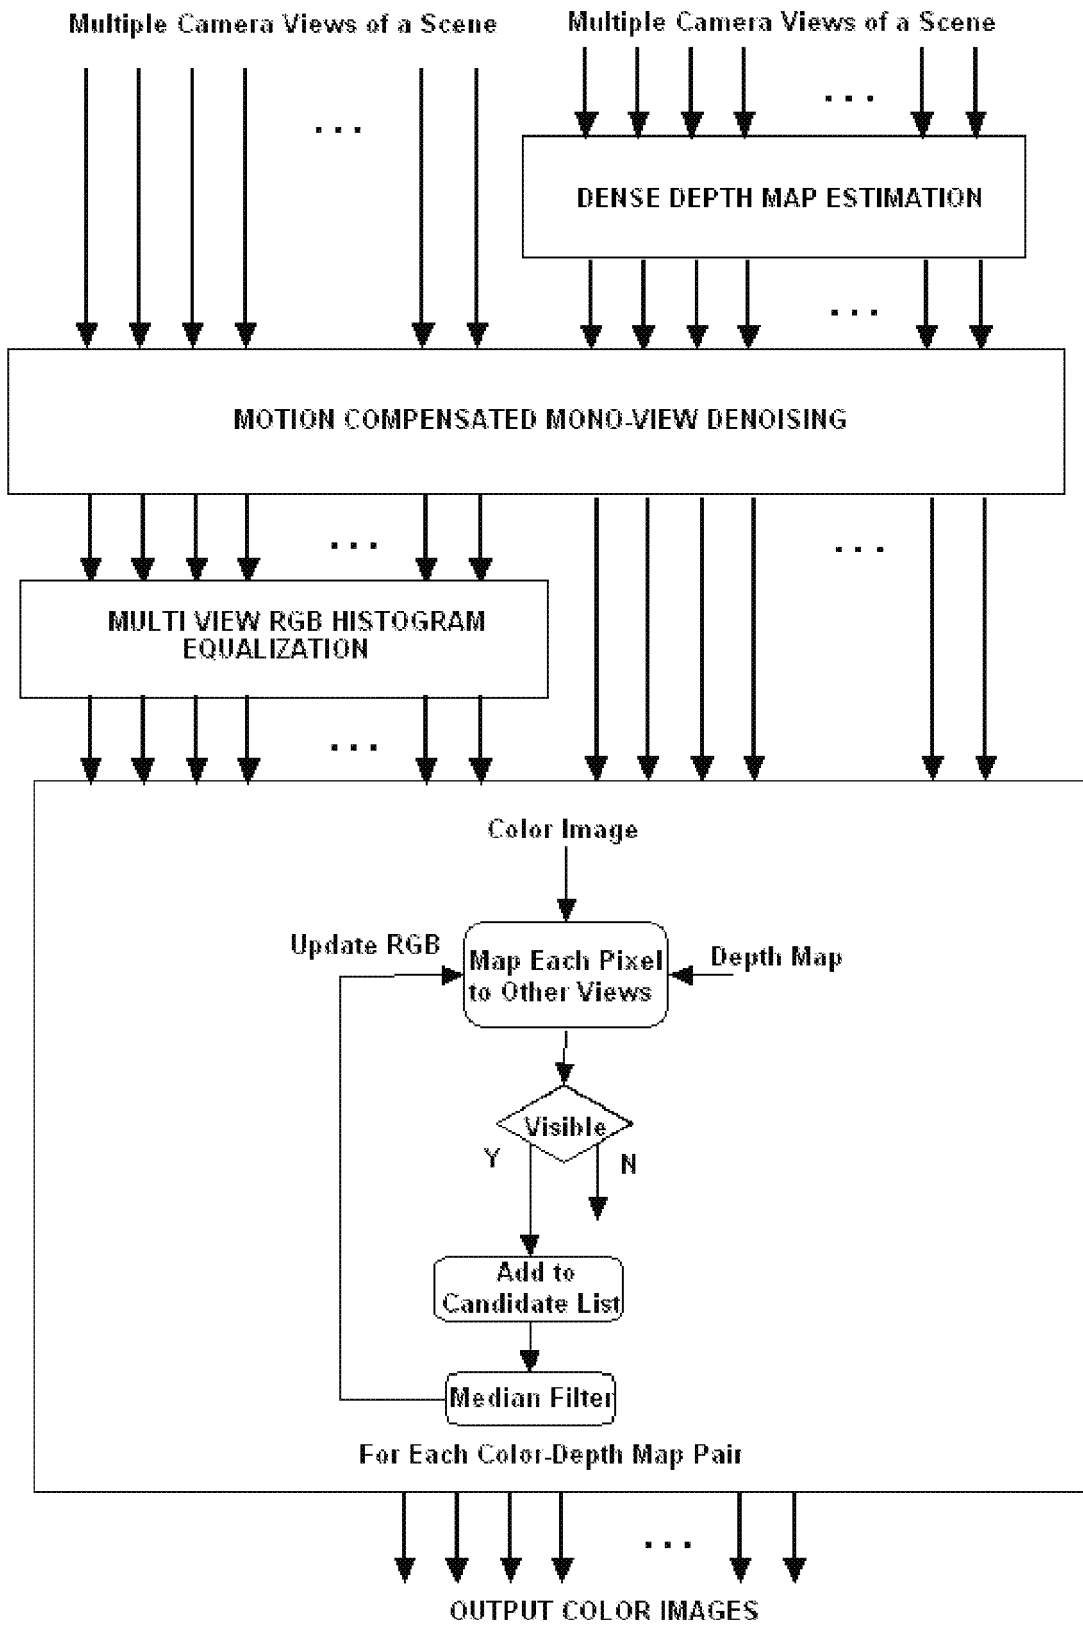 Multiple Camera Views of a Scene
Multiple Camera Views of a Scene
. . .
. . .
DENSE DEPTH MAP ESTIMATION
. . .
MOTION COMPENSATED MONO-VIEW DENOISING
. . .
. . .
MULTI VIEW RGB HISTOGRAM
EQUALIZATION
. . .
Color Image
Update RGB
Map Each Pixel
to Other Views
Depth Map
Visible
Y
N
Add to
Candidate List
Median Filter
For Each Color-Depth Map Pair
. . .
OUTPUT COLOR IMAGES